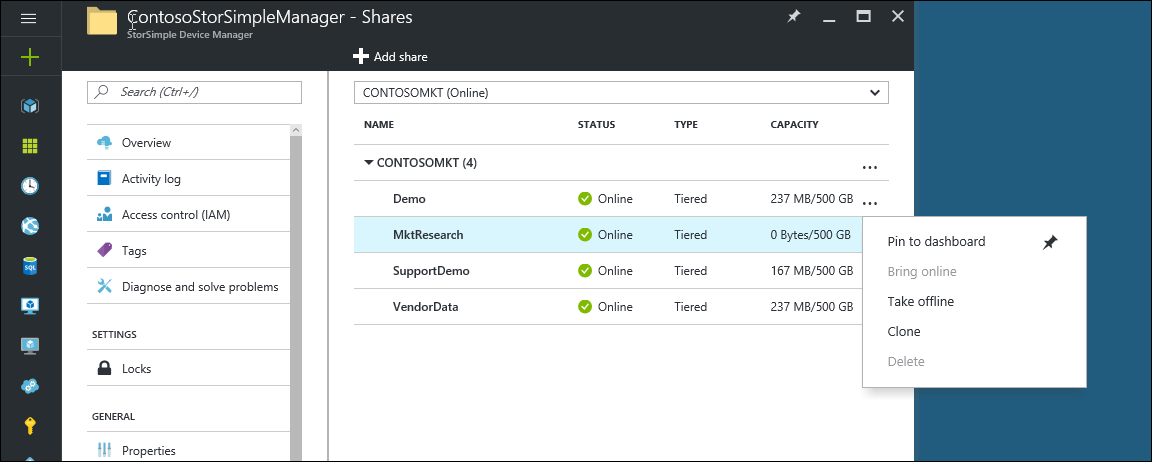 ContosoStorSimpleManager - Shares
StorSimple Device Manager
Add share
Search (Ctrl+/)
Overview
Activity log
Access control (IAM)
Tags
Diagnose and solve problems
SETTINGS
Locks
GENERAL
Properties
CONTOSOMKT (Online)
NAME STATUS TYPE CAPACITY
CONTOSOMKT (4) ...
Demo Online Tiered 237 MB/500 GB ...
MktResearch Online Tiered 0 Bytes/500 GB
SupportDemo Online Tiered 167 MB/500 GB
VendorData Online Tiered 237 MB/500 GB
Pin to dashboard
Bring online
Take offline
Clone
Delete
SQL